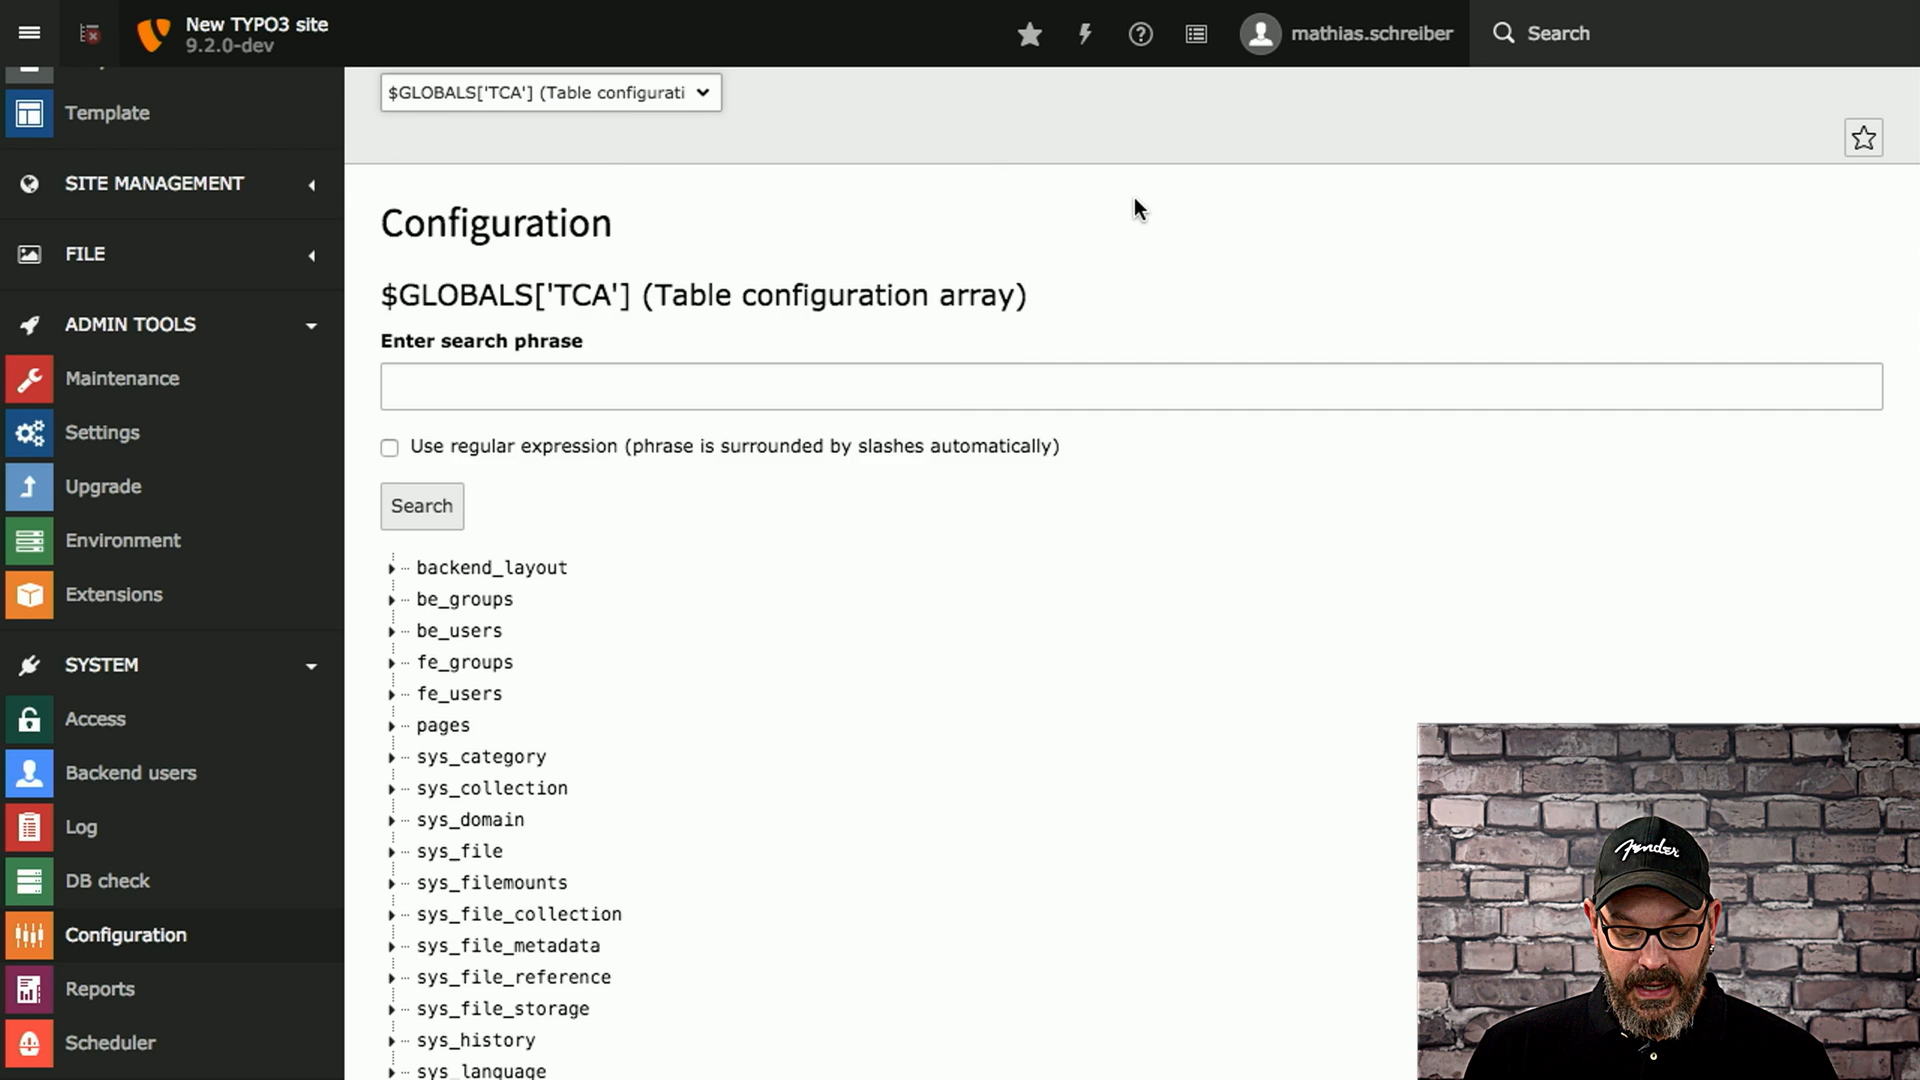 New TYPO3 site
9.2.0-dev
mathias.schreiber
Search
Template
SITE MANAGEMENT
FILE
ADMIN TOOLS
Maintenance
Settings
Upgrade
Environment
Extensions
SYSTEM
Access
Backend users
Log
DB check
Configuration
Reports
Scheduler
$GLOBALS['TCA'] (Table configurati
Configuration
$GLOBALS['TCA'] (Table configuration array)
Enter search phrase
Use regular expression (phrase is surrounded by slashes automatically)
Search
backend_layout
be_groups
be_users
fe_groups
fe_users
pages
sys_category
sys_collection
sys_domain
sys_file
sys_filemounts
sys_file_collection
sys_file_metadata
sys_file_reference
sys_file_storage
sys_history
sys_language
Fender